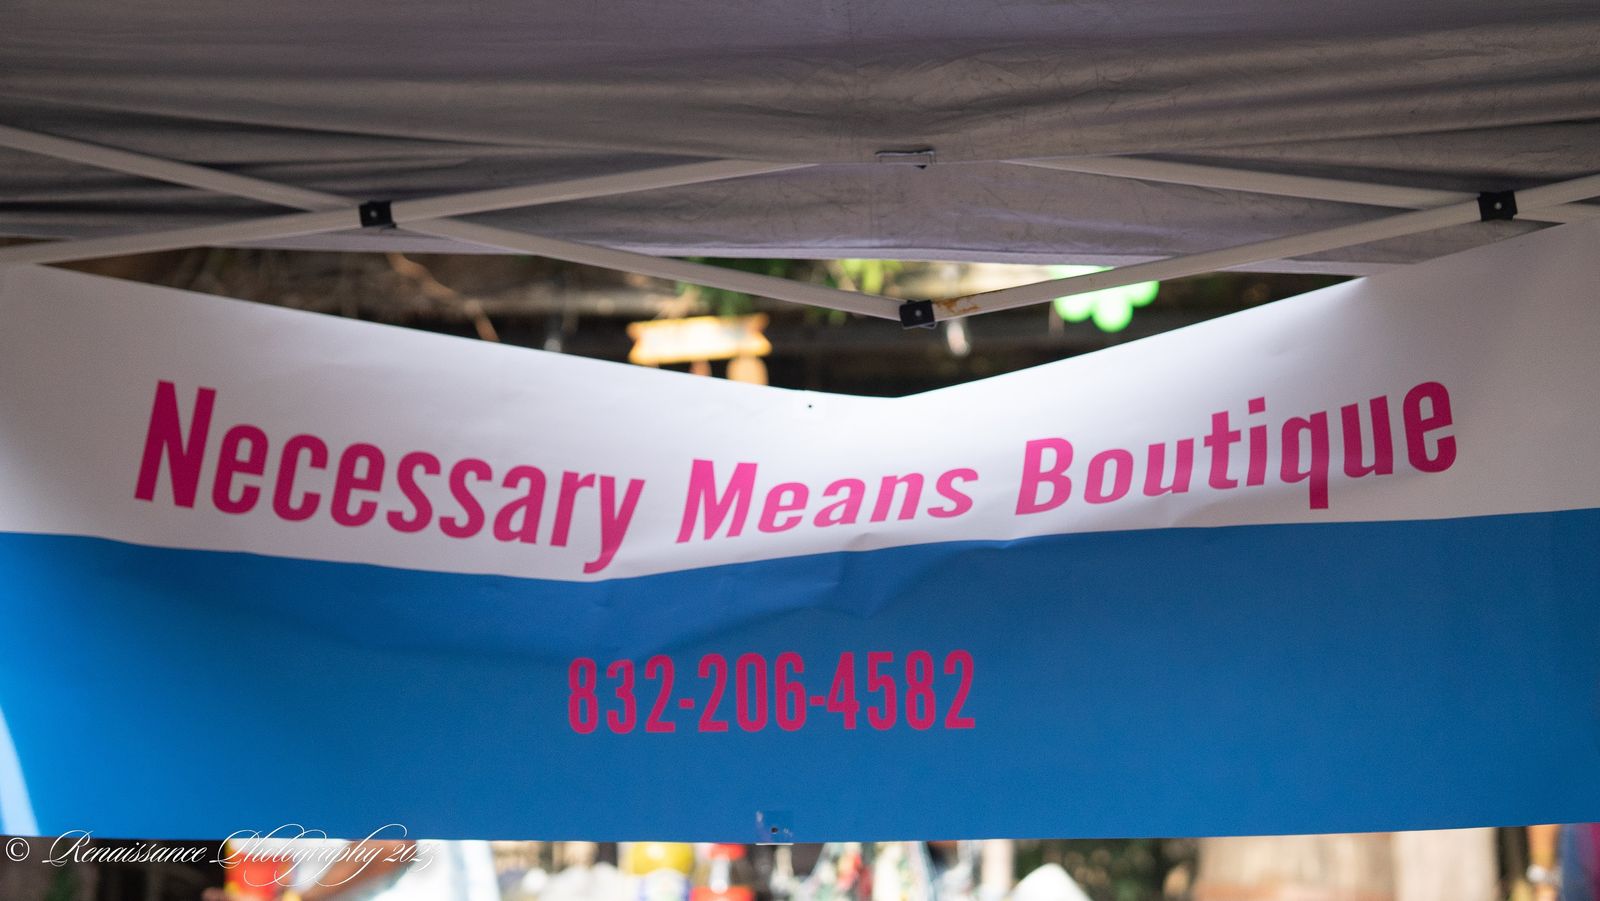 Necessary Means Boutique
832-206-4582
© Renaissance Photography 2023